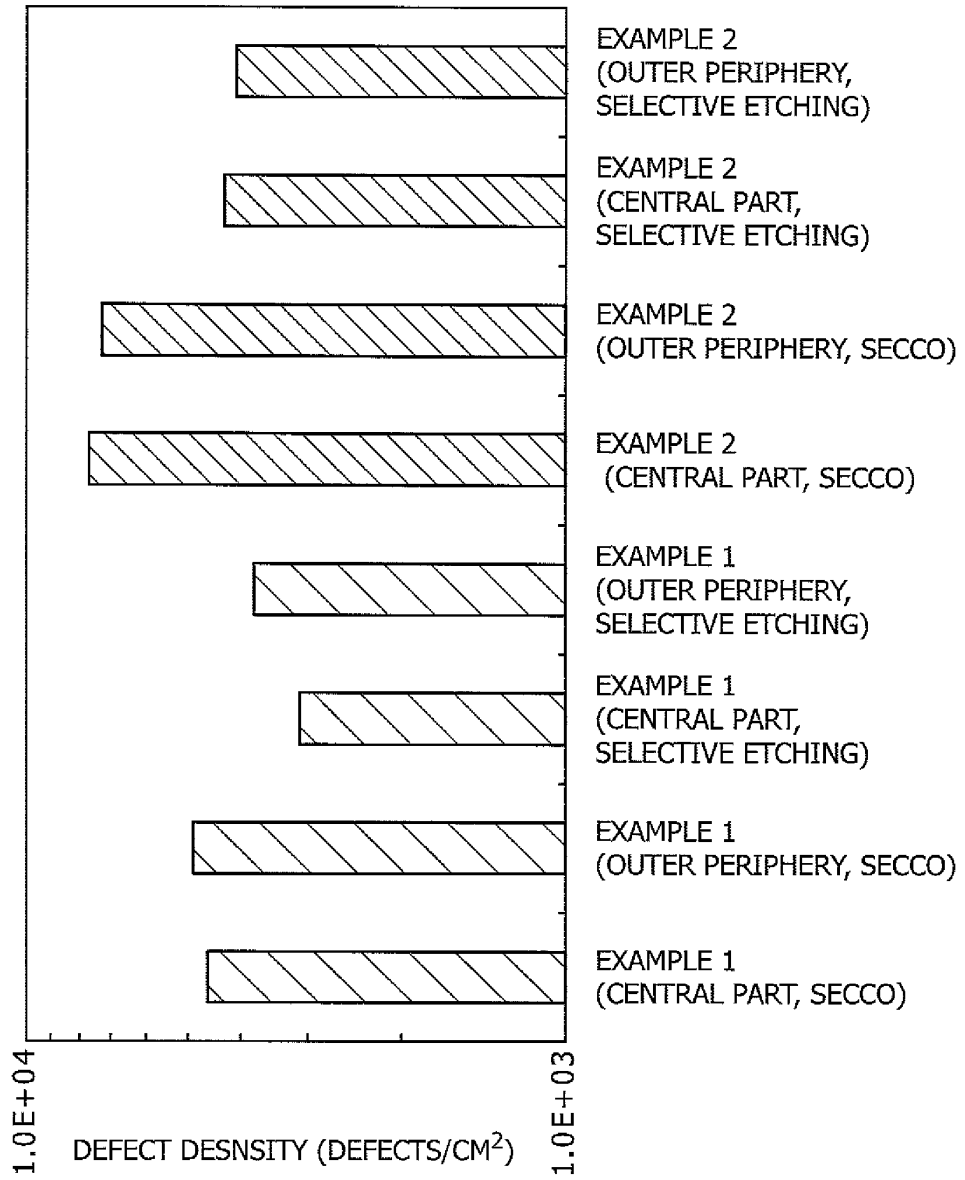 EXAMPLE 2
(OUTER PERIPHERY,
SELECTIVE ETCHING)
EXAMPLE 2
(CENTRAL PART,
SELECTIVE ETCHING)
EXAMPLE 2
(OUTER PERIPHERY, SECCO)
EXAMPLE 2
(CENTRAL PART, SECCO)
EXAMPLE 1
(OUTER PERIPHERY,
SELECTIVE ETCHING)
EXAMPLE 1
(CENTRAL PART,
SELECTIVE ETCHING)
EXAMPLE 1
(OUTER PERIPHERY, SECCO)
EXAMPLE 1
(CENTRAL PART, SECCO)
1.0E+04
1.0E+03
DEFECT DESNSITY (DEFECTS/CM²)